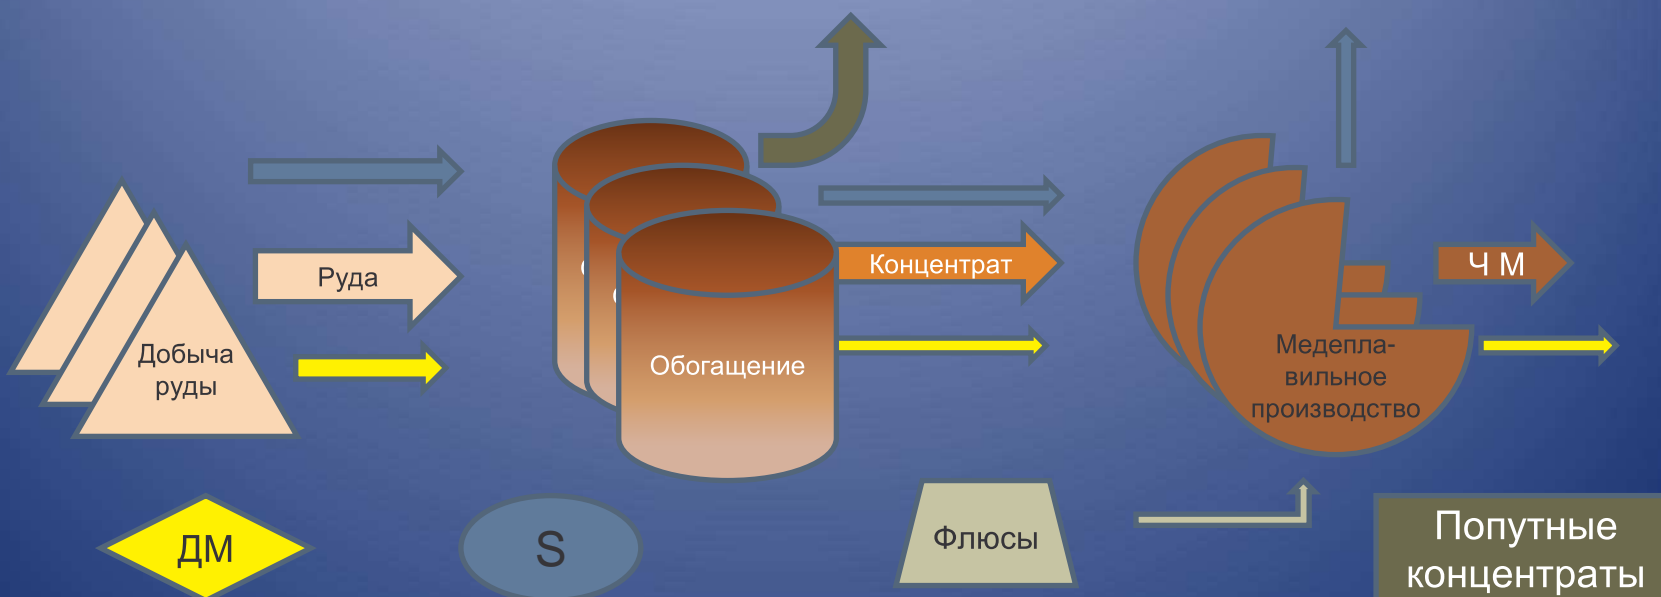 Руда
Концентрат
Ч М
Добыча
руды
Обогащение
Медепла-
вильное
производство
ДМ
S
Флюсы
Попутные
концентраты